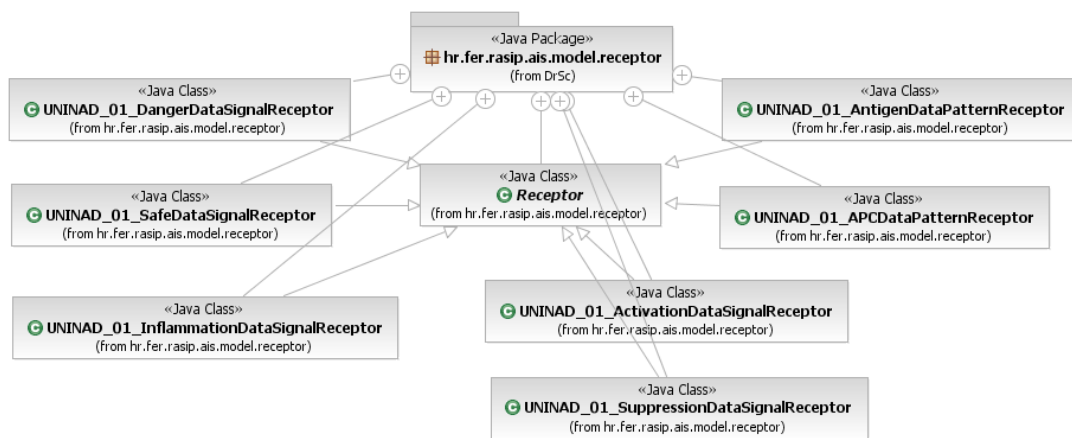 «Java Package»
hr.fer.rasip.ais.model.receptor
(from DrSc)
«Java Class»
UNINAD_01_DangerDataSignalReceptor
(from hr.fer.rasip.ais.model.receptor)
«Java Class»
UNINAD_01_AntigenDataPatternReceptor
(from hr.fer.rasip.ais.model.receptor)
«Java Class»
Receptor
(from hr.fer.rasip.ais.model.receptor)
«Java Class»
UNINAD_01_SafeDataSignalReceptor
(from hr.fer.rasip.ais.model.receptor)
«Java Class»
UNINAD_01_APCDataPatternReceptor
(from hr.fer.rasip.ais.model.receptor)
«Java Class»
UNINAD_01_InflammationDataSignalReceptor
(from hr.fer.rasip.ais.model.receptor)
«Java Class»
UNINAD_01_ActivationDataSignalReceptor
(from hr.fer.rasip.ais.model.receptor)
«Java Class»
UNINAD_01_SuppressionDataSignalReceptor
(from hr.fer.rasip.ais.model.receptor)